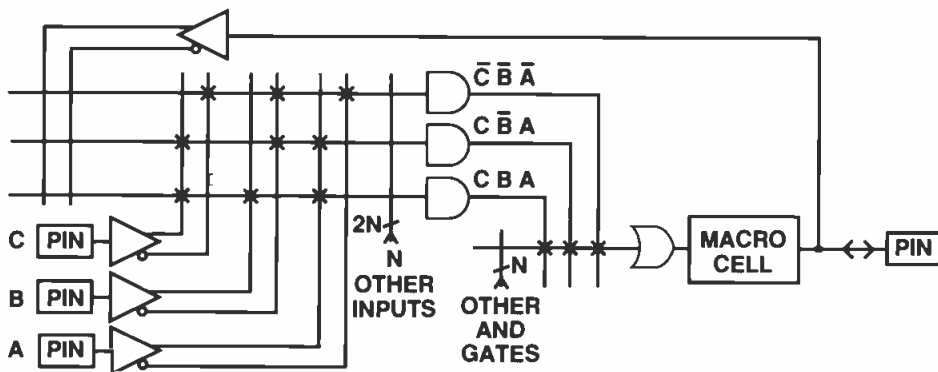 C̅ B̅ A̅
C B̅ A
C B A
2N
N
OTHER
INPUTS
N
OTHER
AND
GATES
C PIN
B PIN
A PIN
MACRO
CELL
PIN